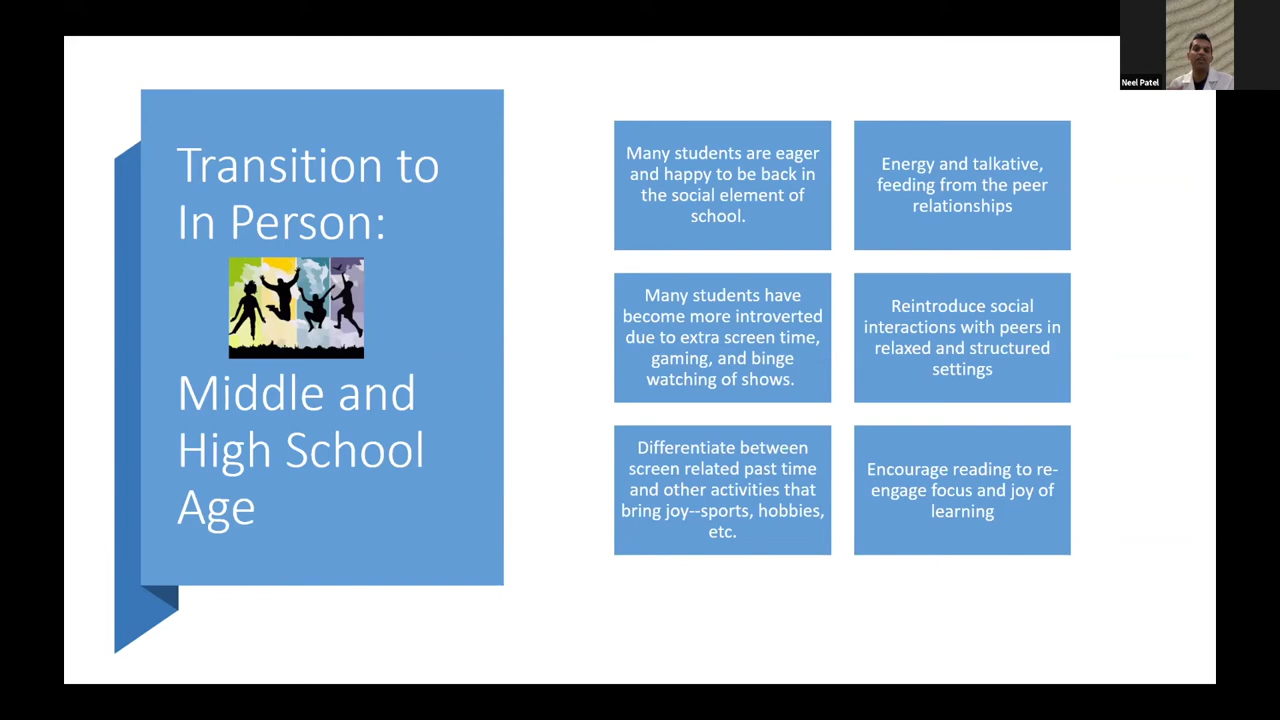 Transition to
In Person:
Middle and
High School
Age
Many students are eager
and happy to be back in
the social element of
school.
Energy and talkative,
feeding from the peer
relationships
Many students have
become more introverted
due to extra screen time,
gaming, and binge
watching of shows.
Reintroduce social
interactions with peers in
relaxed and structured
settings
Differentiate between
screen related past time
and other activities that
bring joy--sports, hobbies,
etc.
Encourage reading to re-
engage focus and joy of
learning
Neel Patel